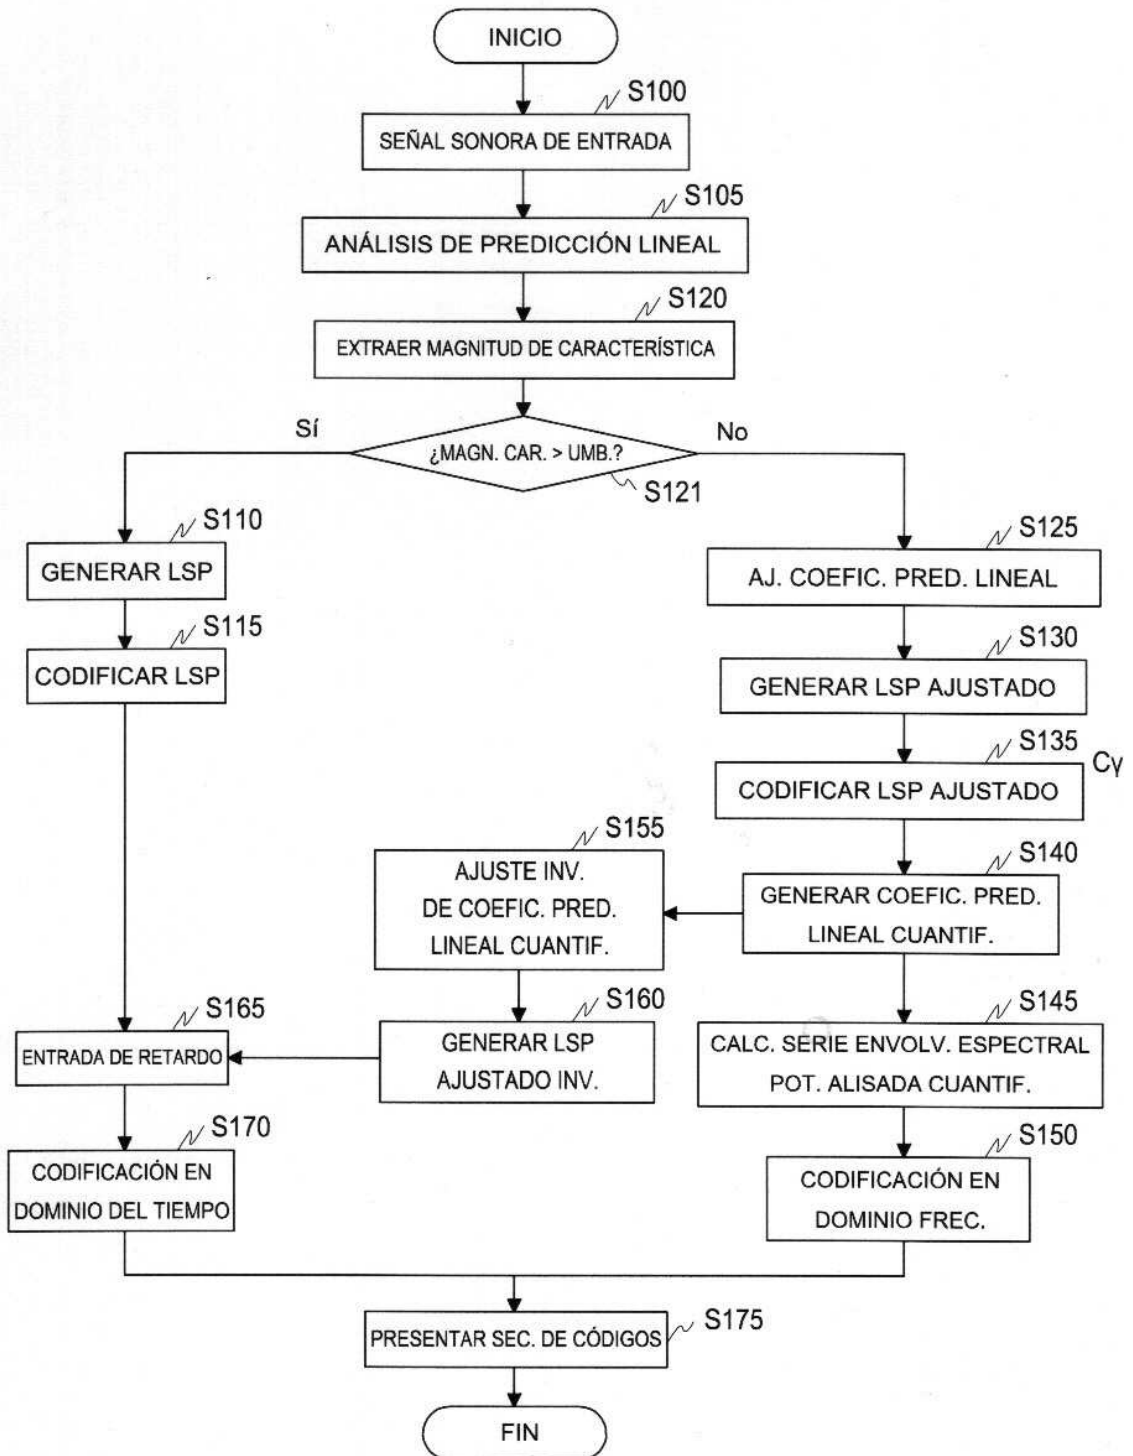 INICIO
S100
SEÑAL SONORA DE ENTRADA
S105
ANÁLISIS DE PREDICCIÓN LINEAL
S120
EXTRAER MAGNITUD DE CARACTERÍSTICA
Sí
¿MAGN. CAR. > UMB.?
No
S121
S110
GENERAR LSP
S115
CODIFICAR LSP
S125
AJ. COEFIC. PRED. LINEAL
S130
GENERAR LSP AJUSTADO
S135
Cγ
CODIFICAR LSP AJUSTADO
S140
GENERAR COEFIC. PRED.
LINEAL CUANTIF.
S155
AJUSTE INV.
DE COEFIC. PRED.
LINEAL CUANTIF.
S160
GENERAR LSP
AJUSTADO INV.
S145
CALC. SERIE ENVOLV. ESPECTRAL
POT. ALISADA CUANTIF.
S165
ENTRADA DE RETARDO
S170
CODIFICACIÓN EN
DOMINIO DEL TIEMPO
S150
CODIFICACIÓN EN
DOMINIO FREC.
S175
PRESENTAR SEC. DE CÓDIGOS
FIN